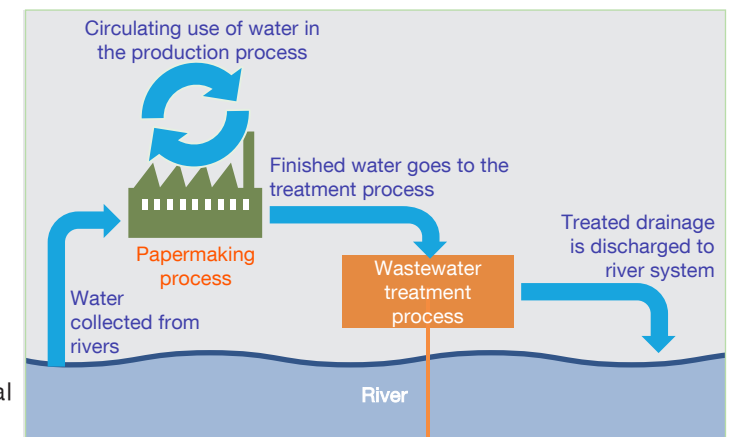 Circulating use of water in
the production process
Finished water goes to the
treatment process
Papermaking
process
Treated drainage
is discharged to
river system
Wastewater
treatment
process
Water
collected from
rivers
al
River